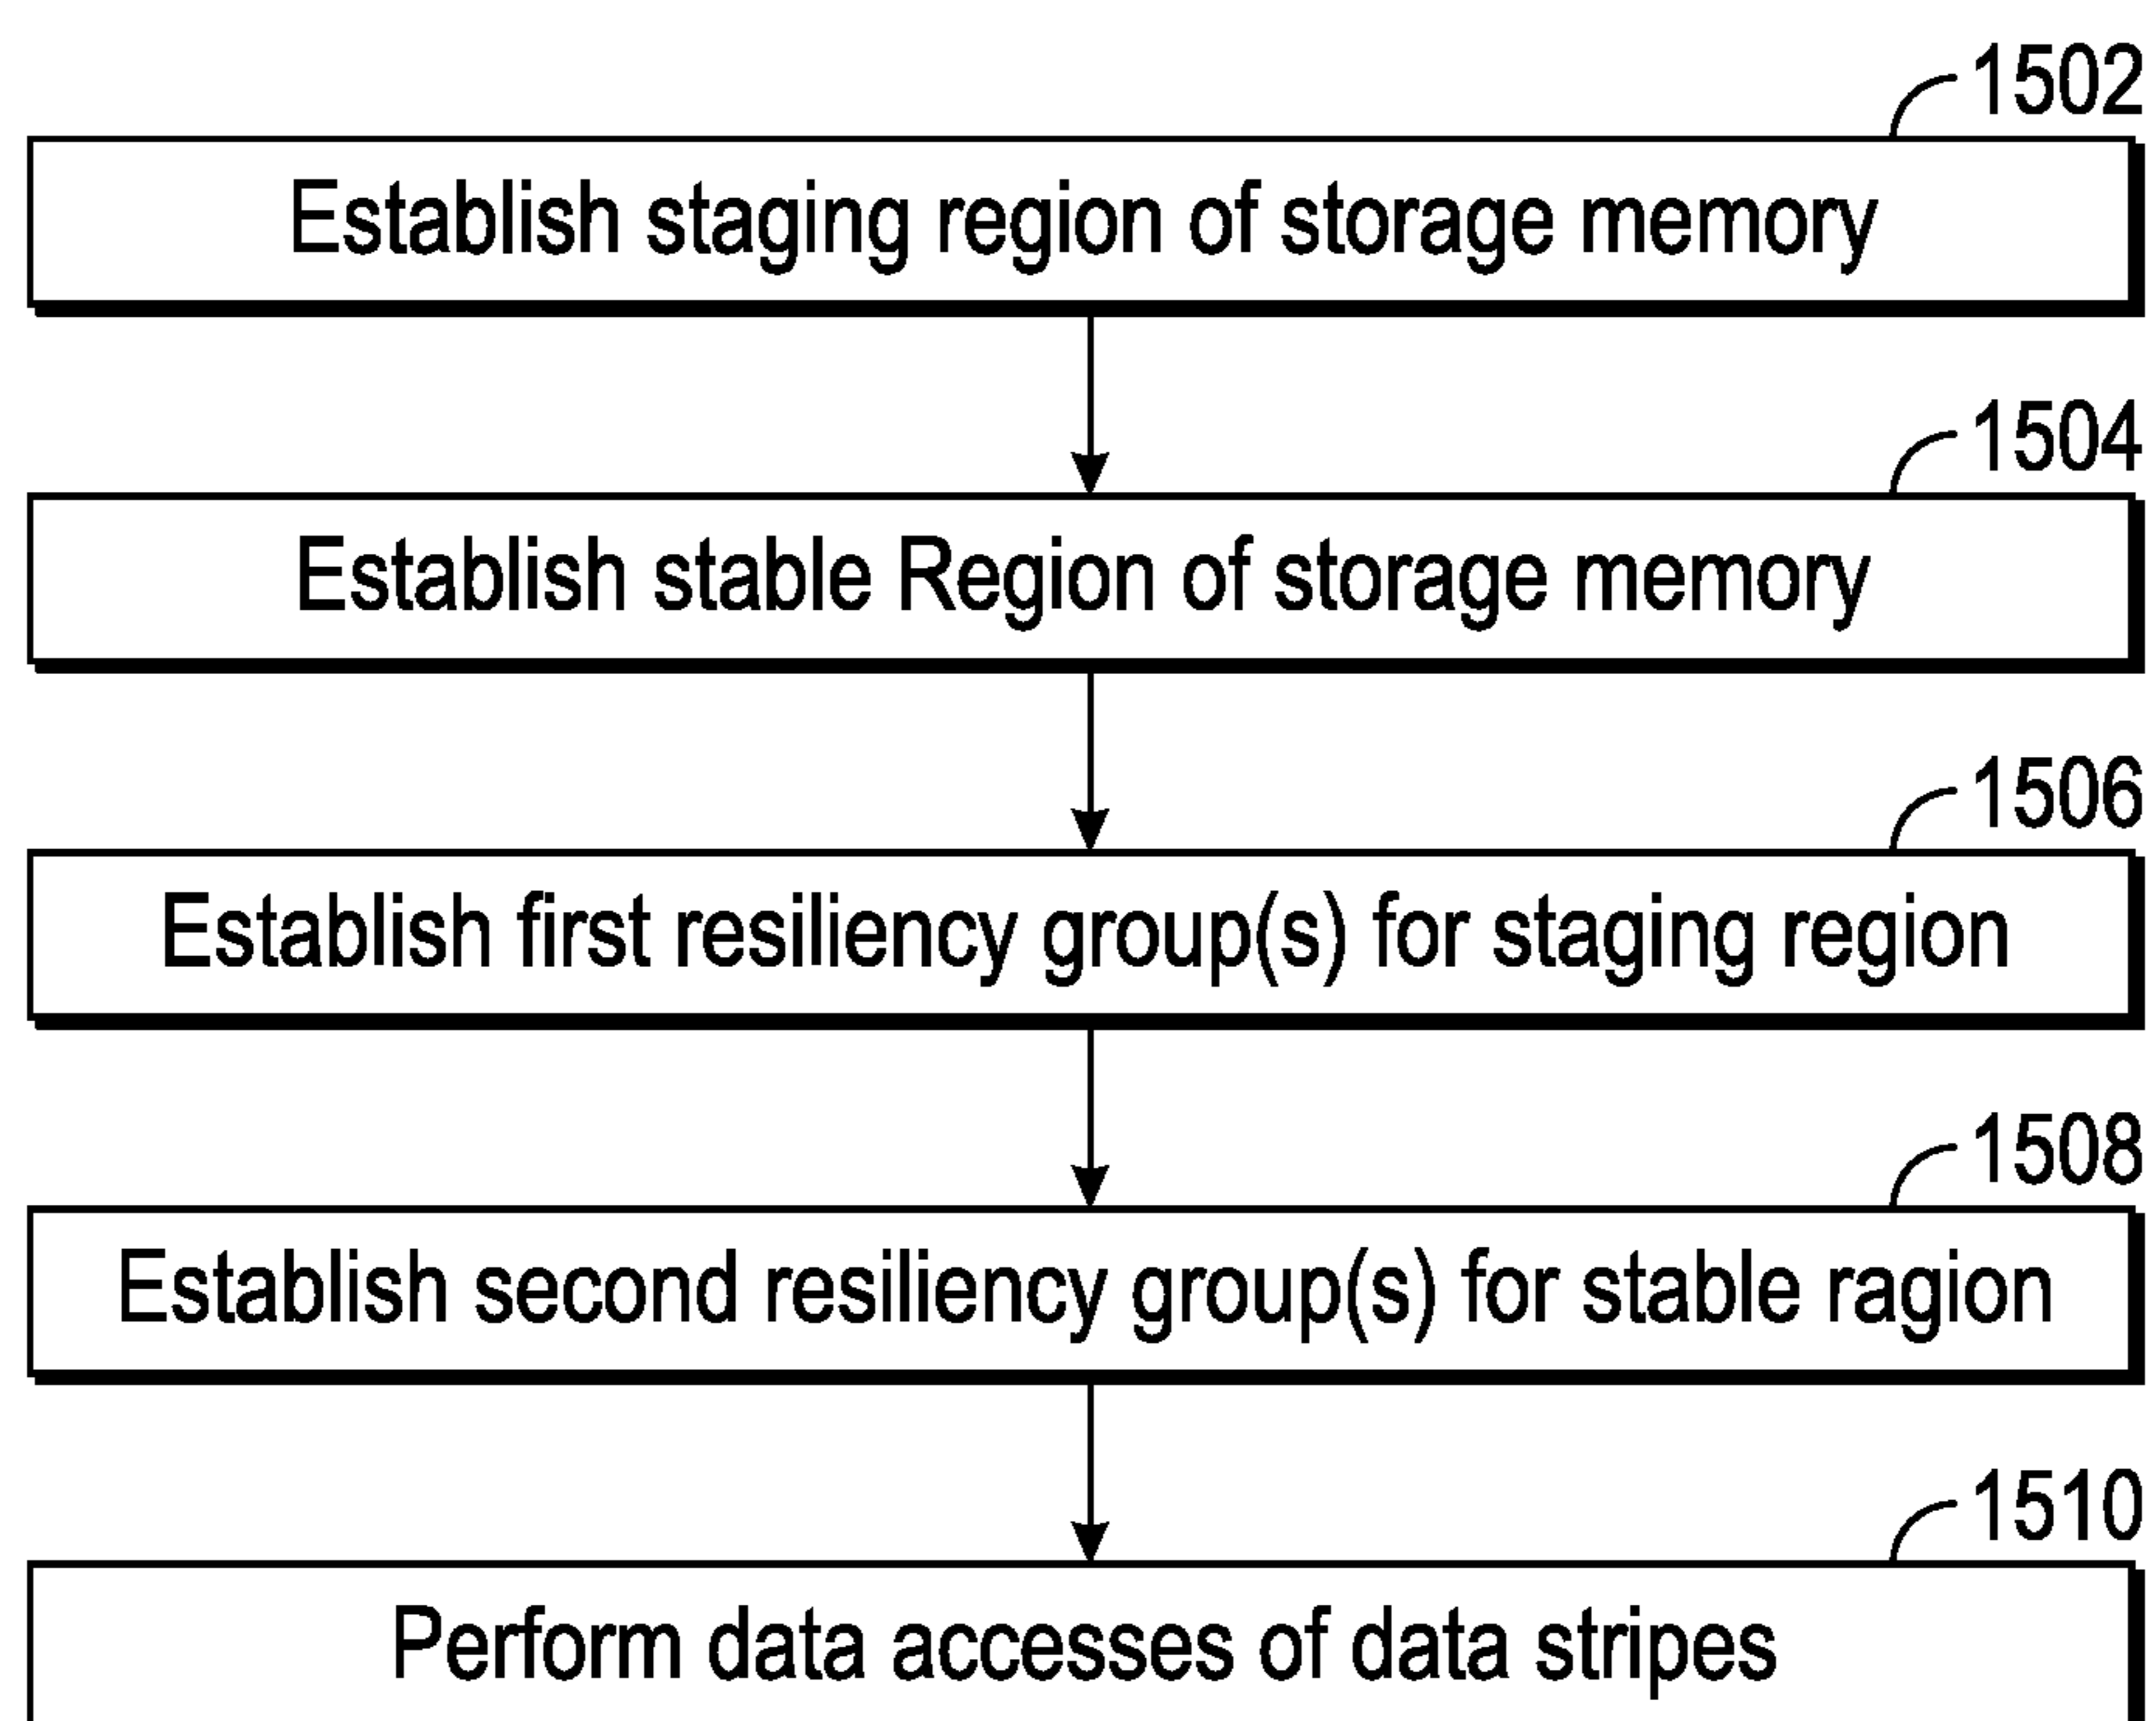 1502
Establish staging region of storage memory
1504
Establish stable Region of storage memory
1506
Establish first resiliency group(s) for staging region
1508
Establish second resiliency group(s) for stable ragion
1510
Perform data accesses of data stripes